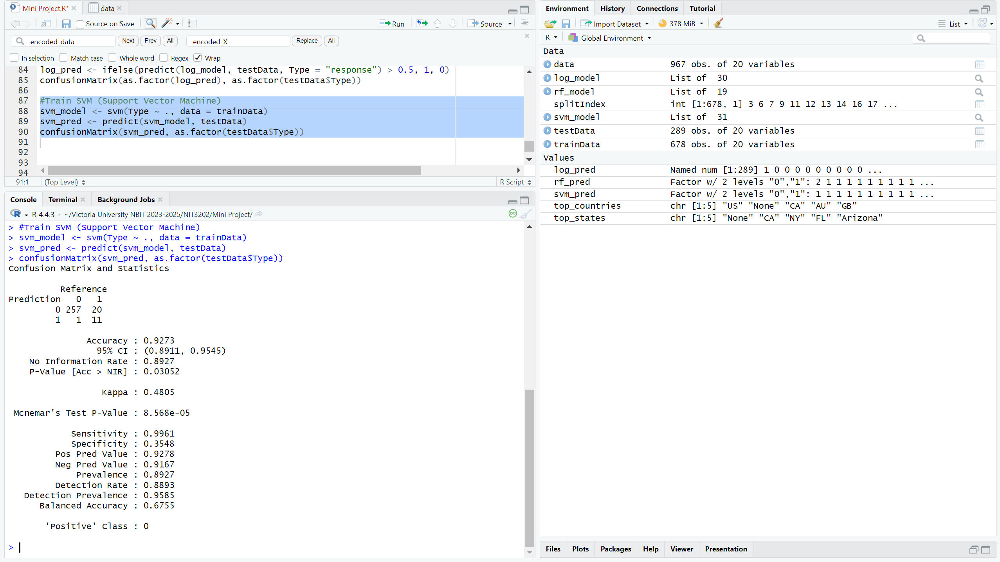 Mini Project.R* data
Source on Save Run Source
encoded_data Next Prev All encoded_X Replace All
In selection Match case Whole word Regex Wrap
84 log_pred <- ifelse(predict(log_model, testData, Type = "response") > 0.5, 1, 0)
85 confusionMatrix(as.factor(log_pred), as.factor(testData$Type))
86
87 #Train SVM (Support Vector Machine)
88 svm_model <- svm(Type ~ ., data = trainData)
89 svm_pred <- predict(svm_model, testData)
90 confusionMatrix(svm_pred, as.factor(testData$Type))
91
92
93
94
91:1 (Top Level) R Script
Console Terminal Background Jobs
R 4.4.3 · ~/Victoria University NBIT 2023-2025/NIT3202/Mini Project/
> #Train SVM (Support Vector Machine)
> svm_model <- svm(Type ~ ., data = trainData)
> svm_pred <- predict(svm_model, testData)
> confusionMatrix(svm_pred, as.factor(testData$Type))
Confusion Matrix and Statistics
Reference
Prediction 0 1
0 257 20
1 1 11
Accuracy : 0.9273
95% CI : (0.8911, 0.9545)
No Information Rate : 0.8927
P-Value [Acc > NIR] : 0.03052
Kappa : 0.4805
Mcnemar's Test P-Value : 8.568e-05
Sensitivity : 0.9961
Specificity : 0.3548
Pos Pred Value : 0.9278
Neg Pred Value : 0.9167
Prevalence : 0.8927
Detection Rate : 0.8893
Detection Prevalence : 0.9585
Balanced Accuracy : 0.6755
'Positive' Class : 0
>
Environment History Connections Tutorial
Import Dataset 378 MiB List
R Global Environment
Data
data 967 obs. of 20 variables
log_model List of 30
rf_model List of 19
splitIndex int [1:678, 1] 3 6 7 9 11 12 13 14 16 17 ...
svm_model List of 31
testData 289 obs. of 20 variables
trainData 678 obs. of 20 variables
Values
log_pred Named num [1:289] 1 0 0 0 0 0 0 0 0 0 ...
rf_pred Factor w/ 2 levels "0","1": 2 1 1 1 1 1 1 1 1 1 ...
svm_pred Factor w/ 2 levels "0","1": 1 1 1 1 1 1 1 1 1 1 ...
top_countries chr [1:5] "US" "None" "CA" "AU" "GB"
top_states chr [1:5] "None" "CA" "NY" "FL" "Arizona"
Files Plots Packages Help Viewer Presentation